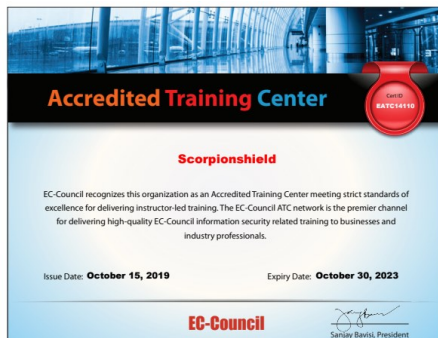 Accredited Training Center
Cert ID
EATC14110
Scorpionshield
EC-Council recognizes this organization as an Accredited Training Center meeting strict standards of
excellence for delivering instructor-led training. The EC-Council ATC network is the premier channel
for delivering high-quality EC-Council information security related training to businesses and
industry professionals.
Issue Date: October 15, 2019
Expiry Date: October 30, 2023
EC-Council
Sanjay Bavisi, President